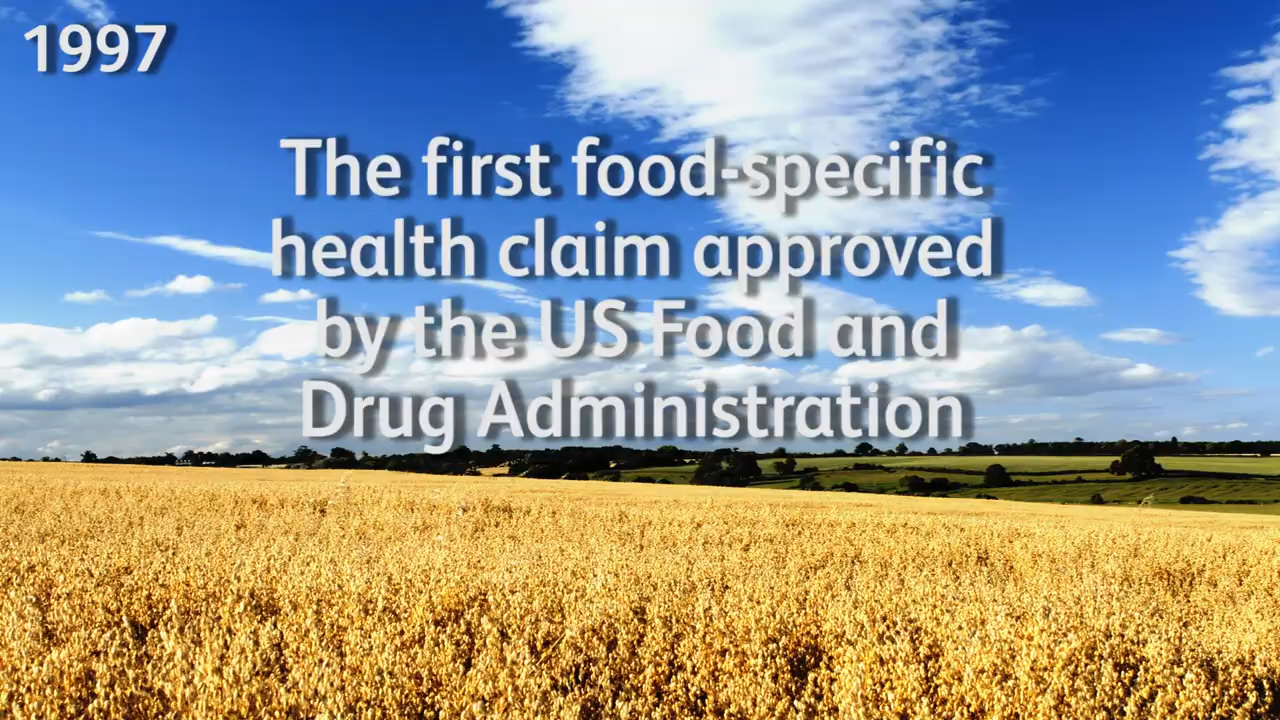 1997
The first food-specific
health claim approved
by the US Food and
Drug Administration